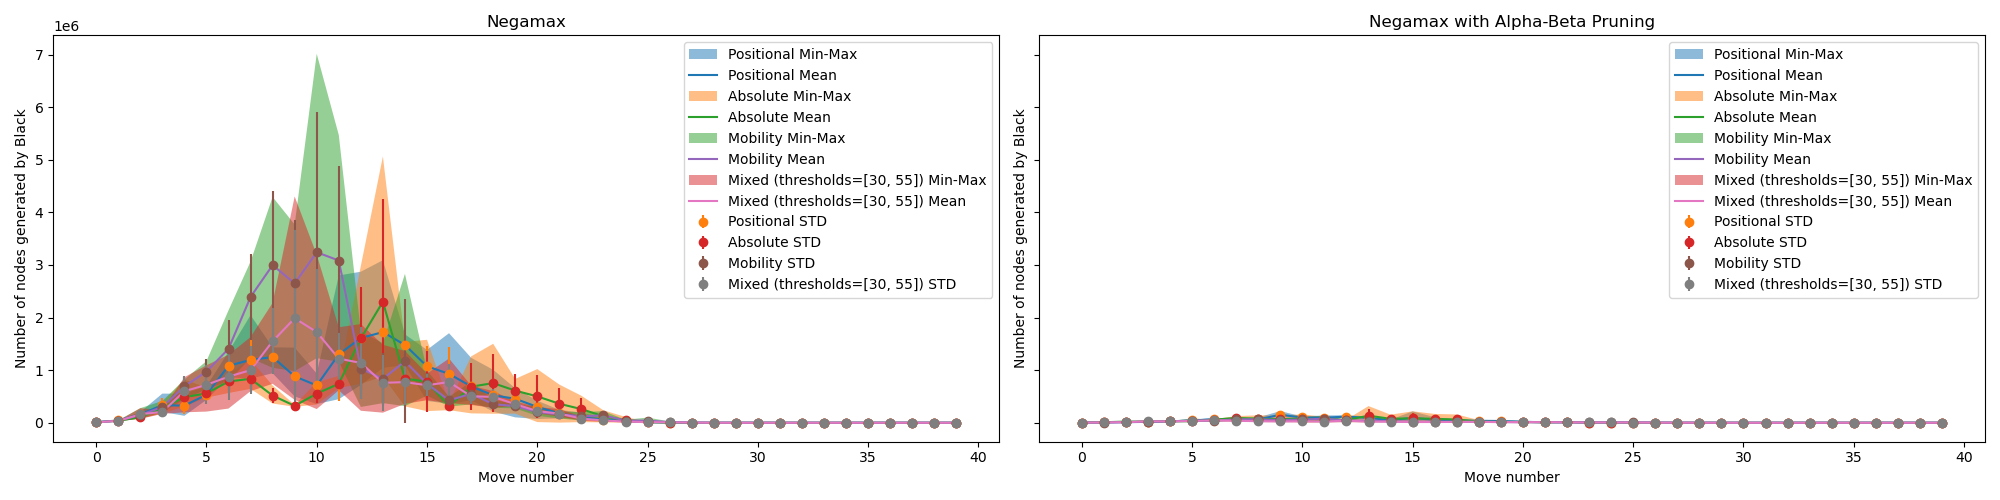 Negamax
1e6
7
6
5
4
3
2
1
0
Number of nodes generated by Black
0 5 10 15 20 25 30 35 40
Move number
Positional Min-Max
Positional Mean
Absolute Min-Max
Absolute Mean
Mobility Min-Max
Mobility Mean
Mixed (thresholds=[30, 55]) Min-Max
Mixed (thresholds=[30, 55]) Mean
Positional STD
Absolute STD
Mobility STD
Mixed (thresholds=[30, 55]) STD
Negamax with Alpha-Beta Pruning
Number of nodes generated by Black
0 5 10 15 20 25 30 35 40
Move number
Positional Min-Max
Positional Mean
Absolute Min-Max
Absolute Mean
Mobility Min-Max
Mobility Mean
Mixed (thresholds=[30, 55]) Min-Max
Mixed (thresholds=[30, 55]) Mean
Positional STD
Absolute STD
Mobility STD
Mixed (thresholds=[30, 55]) STD